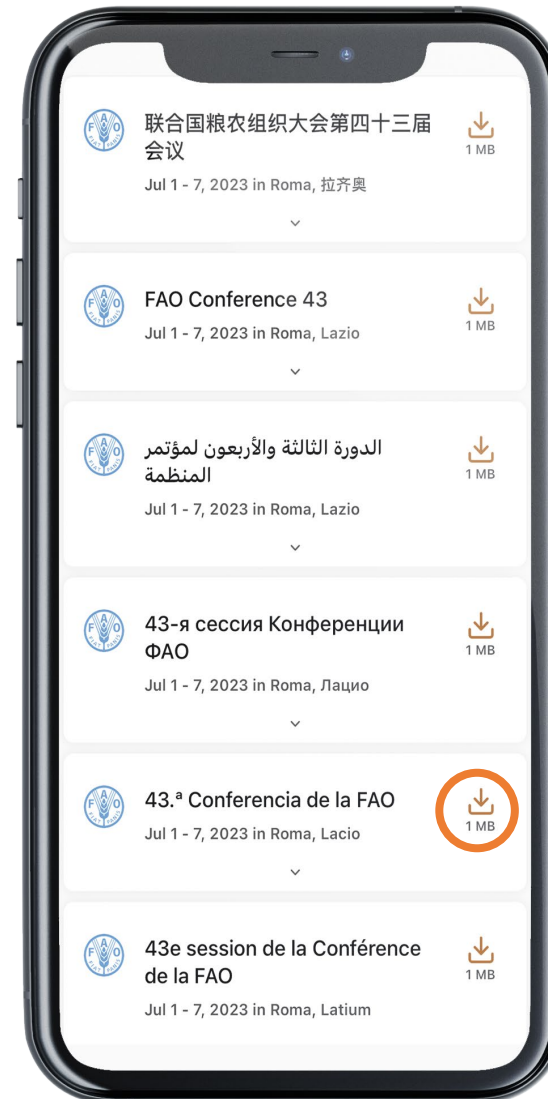 联合国粮农组织大会第四十三届
会议
1 MB
Jul 1 - 7, 2023 in Roma, 拉齐奥
FAO Conference 43
1 MB
Jul 1 - 7, 2023 in Roma, Lazio
الدورة الثالثة والأربعون لمؤتمر
المنظمة
1 MB
Jul 1 - 7, 2023 in Roma, Lazio
43-я сессия Конференции
ФАО
1 MB
Jul 1 - 7, 2023 in Roma, Лацио
43.ª Conferencia de la FAO
1 MB
Jul 1 - 7, 2023 in Roma, Lacio
43e session de la Conférence
de la FAO
1 MB
Jul 1 - 7, 2023 in Roma, Latium